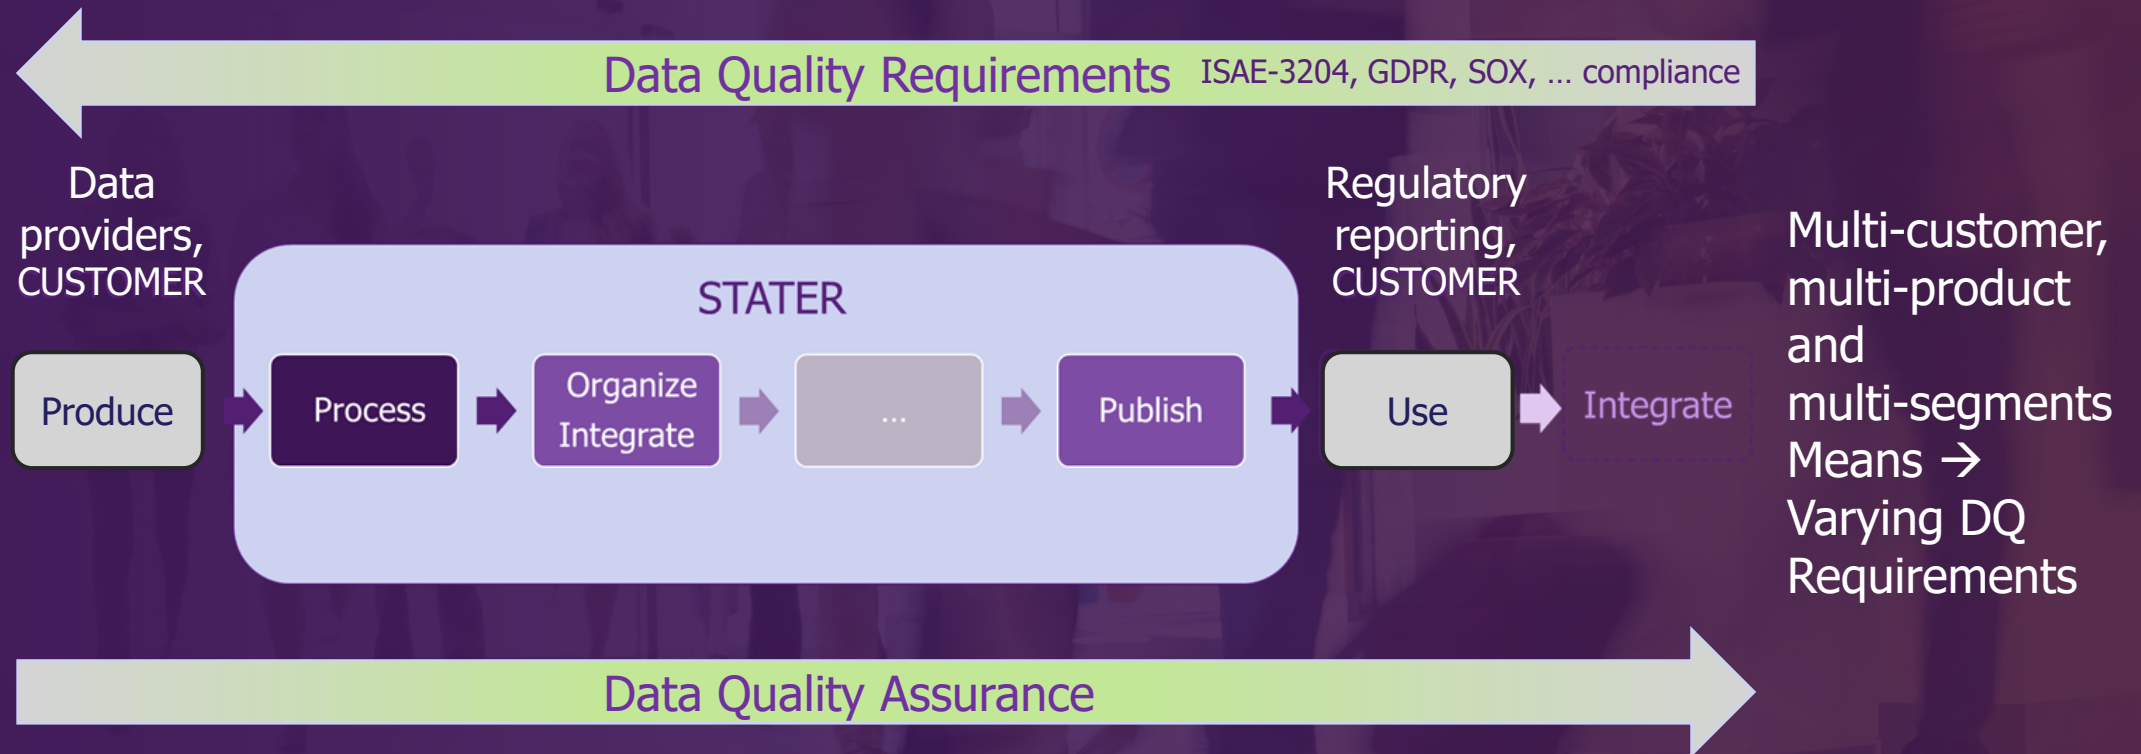 Data Quality Requirements ISAE-3204, GDPR, SOX, ... compliance
Data
providers,
CUSTOMER
Regulatory
reporting,
CUSTOMER
STATER
Produce
Process
Organize
Integrate
...
Publish
Use
Integrate
Multi-customer,
multi-product
and
multi-segments
Means →
Varying DQ
Requirements
Data Quality Assurance